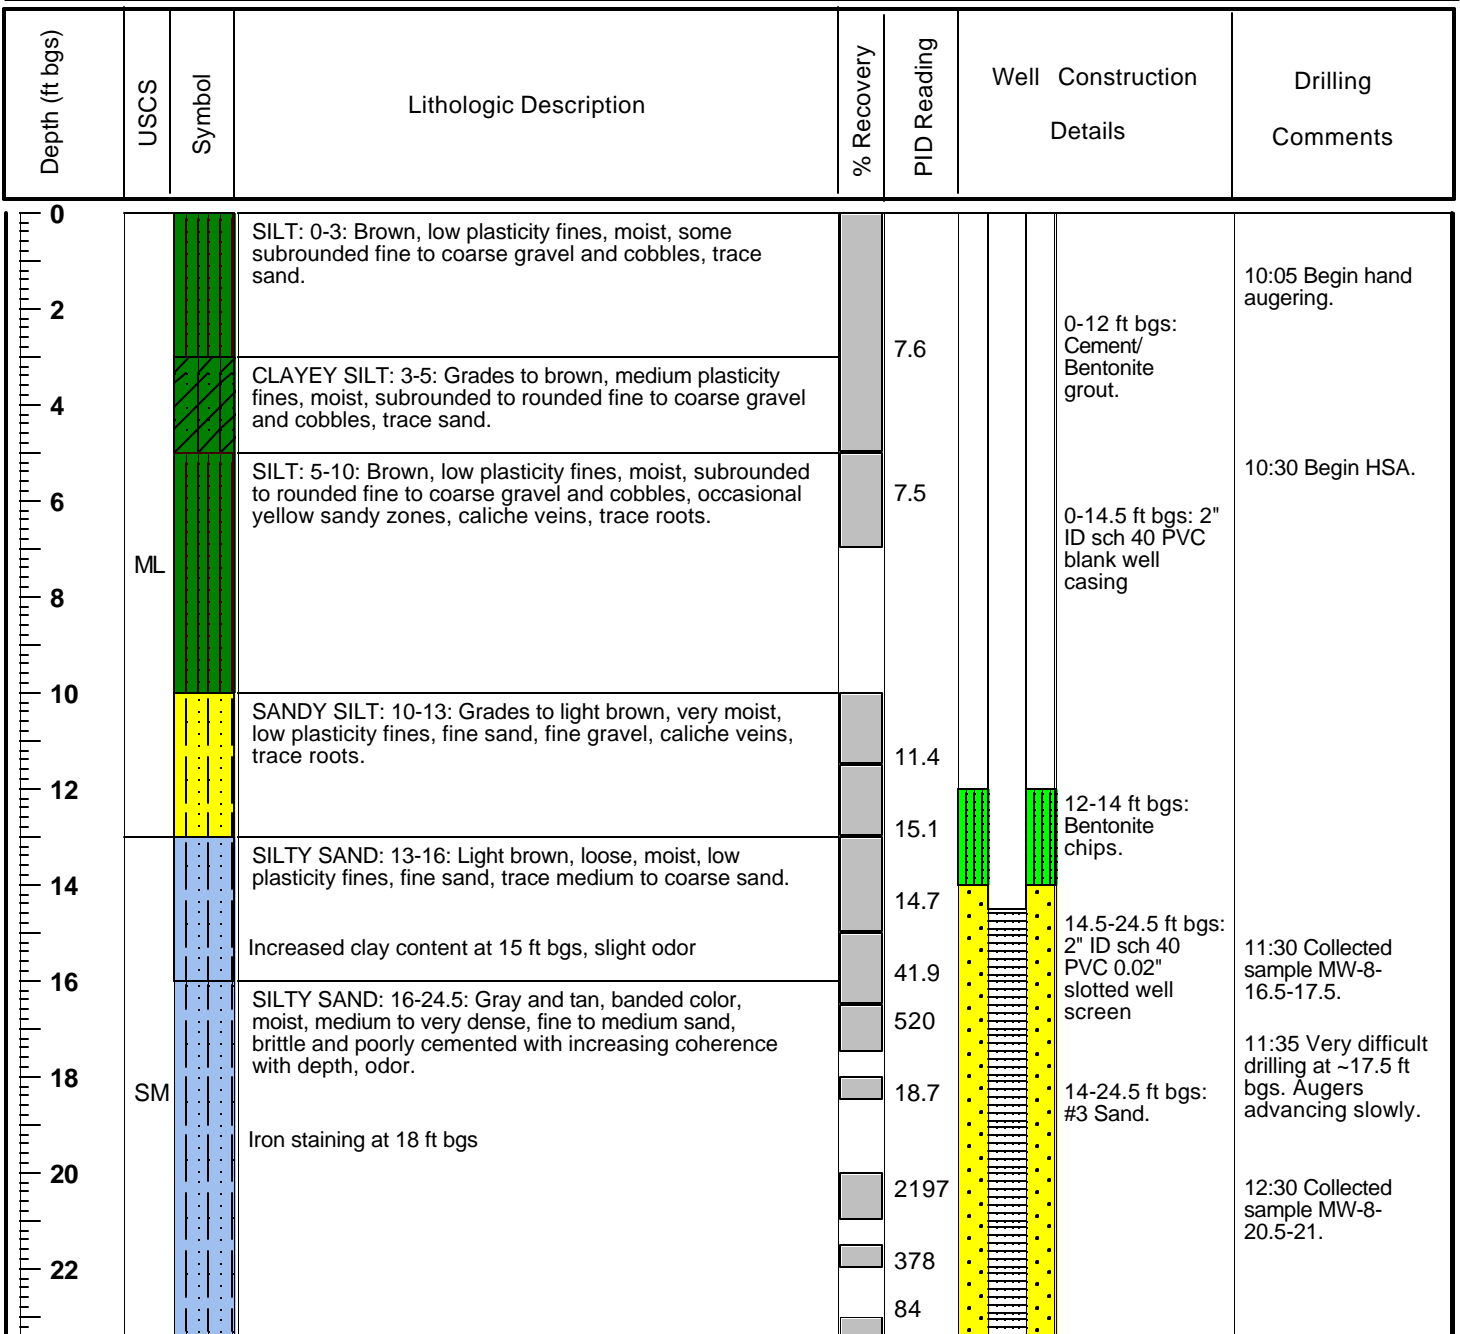 Depth (ft bgs)
USCS
Symbol
Lithologic Description
% Recovery
PID Reading
Well Construction
Details
Drilling
Comments
0
2
4
6
8
10
12
14
16
18
20
22
ML
SM
SILT: 0-3: Brown, low plasticity fines, moist, some
subrounded fine to coarse gravel and cobbles, trace
sand.
CLAYEY SILT: 3-5: Grades to brown, medium plasticity
fines, moist, subrounded to rounded fine to coarse gravel
and cobbles, trace sand.
SILT: 5-10: Brown, low plasticity fines, moist, subrounded
to rounded fine to coarse gravel and cobbles, occasional
yellow sandy zones, caliche veins, trace roots.
SANDY SILT: 10-13: Grades to light brown, very moist,
low plasticity fines, fine sand, fine gravel, caliche veins,
trace roots.
SILTY SAND: 13-16: Light brown, loose, moist, low
plasticity fines, fine sand, trace medium to coarse sand.
Increased clay content at 15 ft bgs, slight odor
SILTY SAND: 16-24.5: Gray and tan, banded color,
moist, medium to very dense, fine to medium sand,
brittle and poorly cemented with increasing coherence
with depth, odor.
Iron staining at 18 ft bgs
7.6
7.5
11.4
15.1
14.7
41.9
520
18.7
2197
378
84
0-12 ft bgs:
Cement/
Bentonite
grout.
0-14.5 ft bgs: 2"
ID sch 40 PVC
blank well
casing
12-14 ft bgs:
Bentonite
chips.
14.5-24.5 ft bgs:
2" ID sch 40
PVC 0.02"
slotted well
screen
14-24.5 ft bgs:
#3 Sand.
10:05 Begin hand
augering.
10:30 Begin HSA.
11:30 Collected
sample MW-8-
16.5-17.5.
11:35 Very difficult
drilling at ~17.5 ft
bgs. Augers
advancing slowly.
12:30 Collected
sample MW-8-
20.5-21.